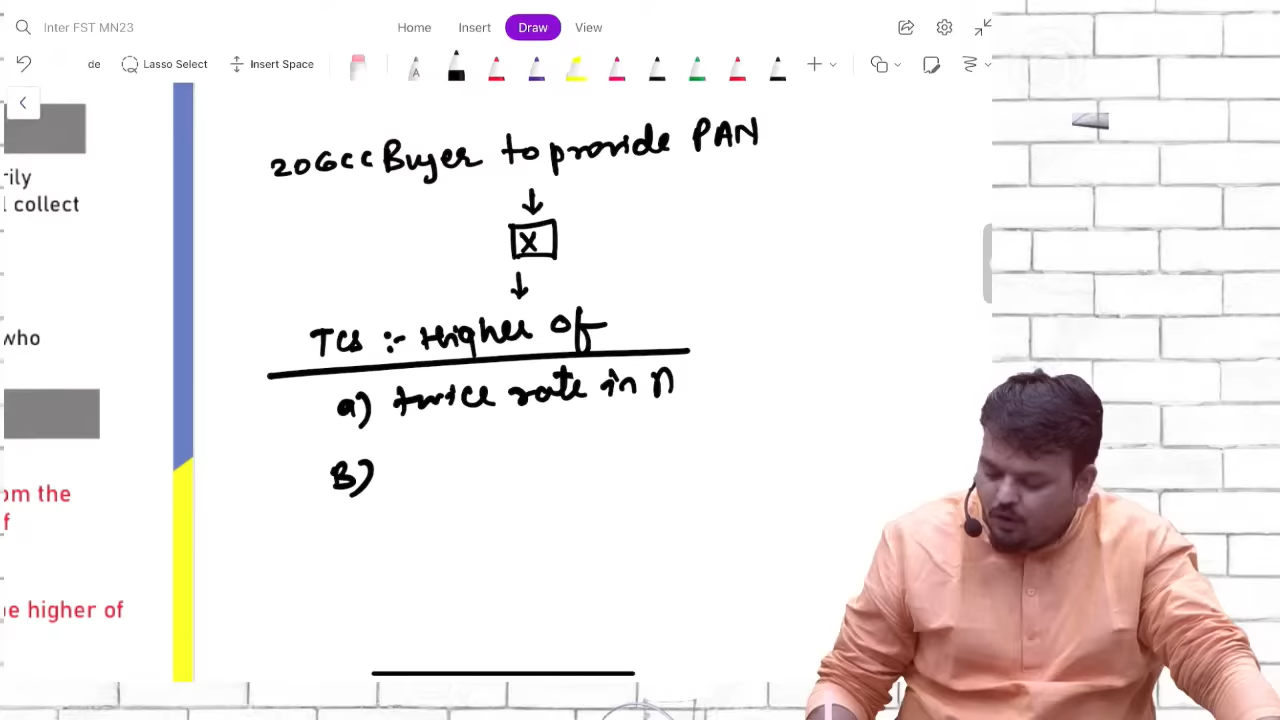 Inter FST MN23
Home
Insert
Draw
View
de
Lasso Select
Insert Space
A
rily
l collect
who
om the
f
e higher of
206CC Buyer to provide PAN
↓
X
↓
TCS :- Higher Of
a) twice rate in n
B)